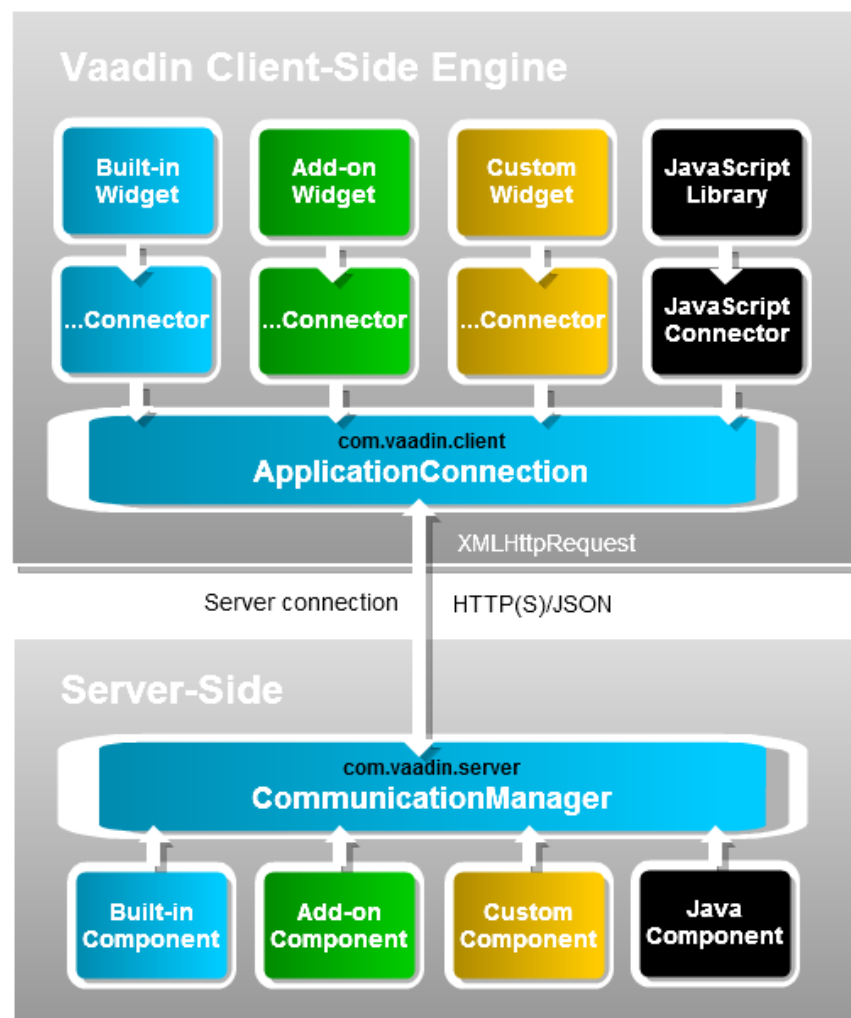 Vaadin Client-Side Engine
Built-in
Widget
Add-on
Widget
Custom
Widget
JavaScript
Library
...Connector
...Connector
...Connector
JavaScript
Connector
com.vaadin.client
ApplicationConnection
XMLHttpRequest
Server connection
HTTP(S)/JSON
Server-Side
com.vaadin.server
CommunicationManager
Built-in
Component
Add-on
Component
Custom
Component
Java
Component